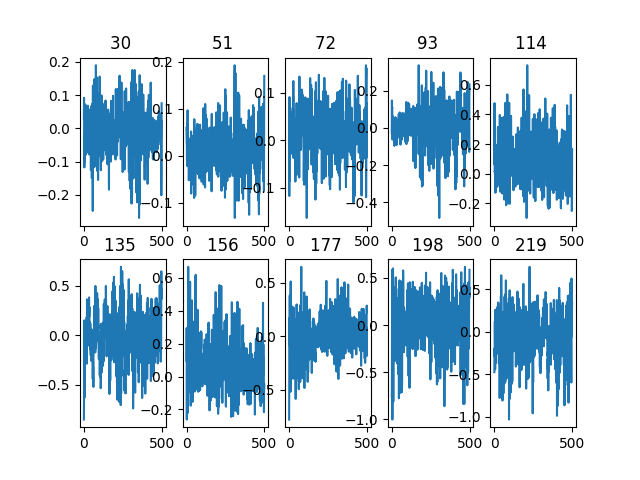 30 51 72 93 114
0.2 0.2
0.1 0.1 0.1 0.2 0.6
0.0 0.0 0.0 0.0 0.4
−0.1 −0.1 −0.1 −0.2 0.2
−0.2 −0.4 0.0
−0.2
0 500 0 500 0 500 0 500 0 500
135 156 177 198 219
0.5 0.6 0.5 0.5 0.5
0.0 0.4 0.0 0.0 0.0
−0.5 0.2 −0.5 −0.5 −0.5
0.0 −1.0 −1.0
−0.2
0 500 0 500 0 500 0 500 0 500